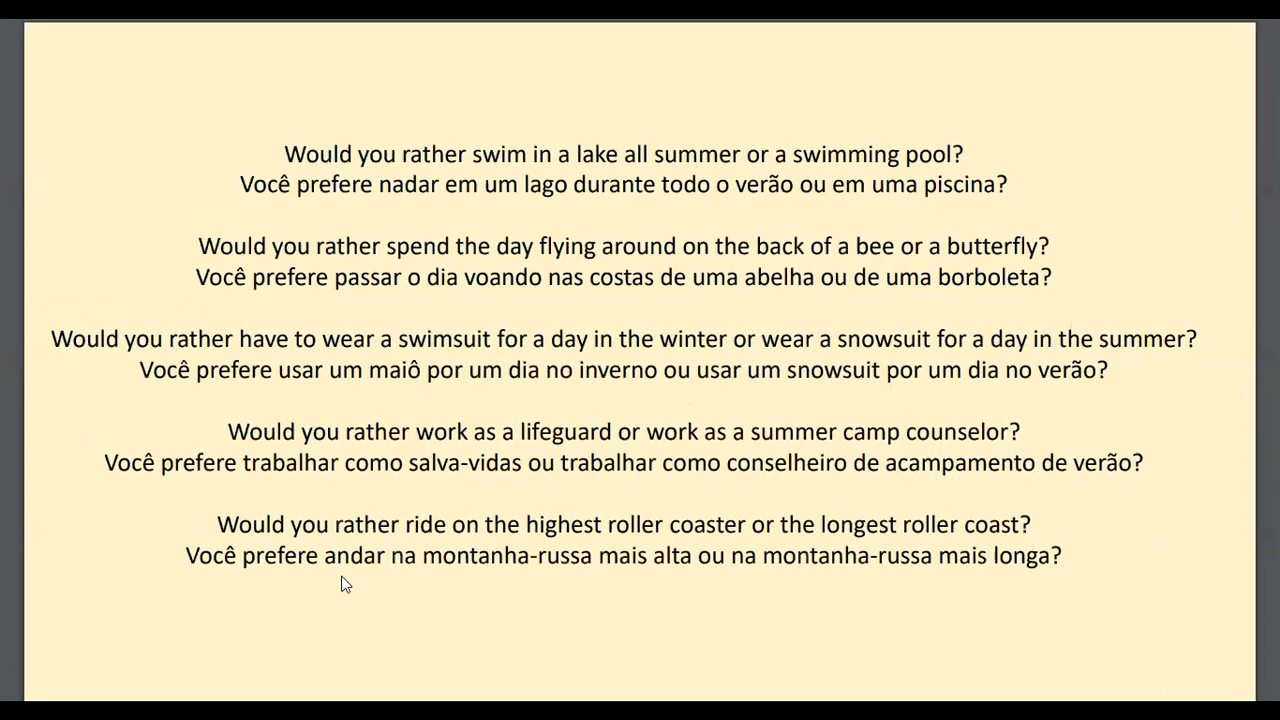 Would you rather swim in a lake all summer or a swimming pool?
Você prefere nadar em um lago durante todo o verão ou em uma piscina?
Would you rather spend the day flying around on the back of a bee or a butterfly?
Você prefere passar o dia voando nas costas de uma abelha ou de uma borboleta?
Would you rather have to wear a swimsuit for a day in the winter or wear a snowsuit for a day in the summer?
Você prefere usar um maiô por um dia no inverno ou usar um snowsuit por um dia no verão?
Would you rather work as a lifeguard or work as a summer camp counselor?
Você prefere trabalhar como salva-vidas ou trabalhar como conselheiro de acampamento de verão?
Would you rather ride on the highest roller coaster or the longest roller coast?
Você prefere andar na montanha-russa mais alta ou na montanha-russa mais longa?